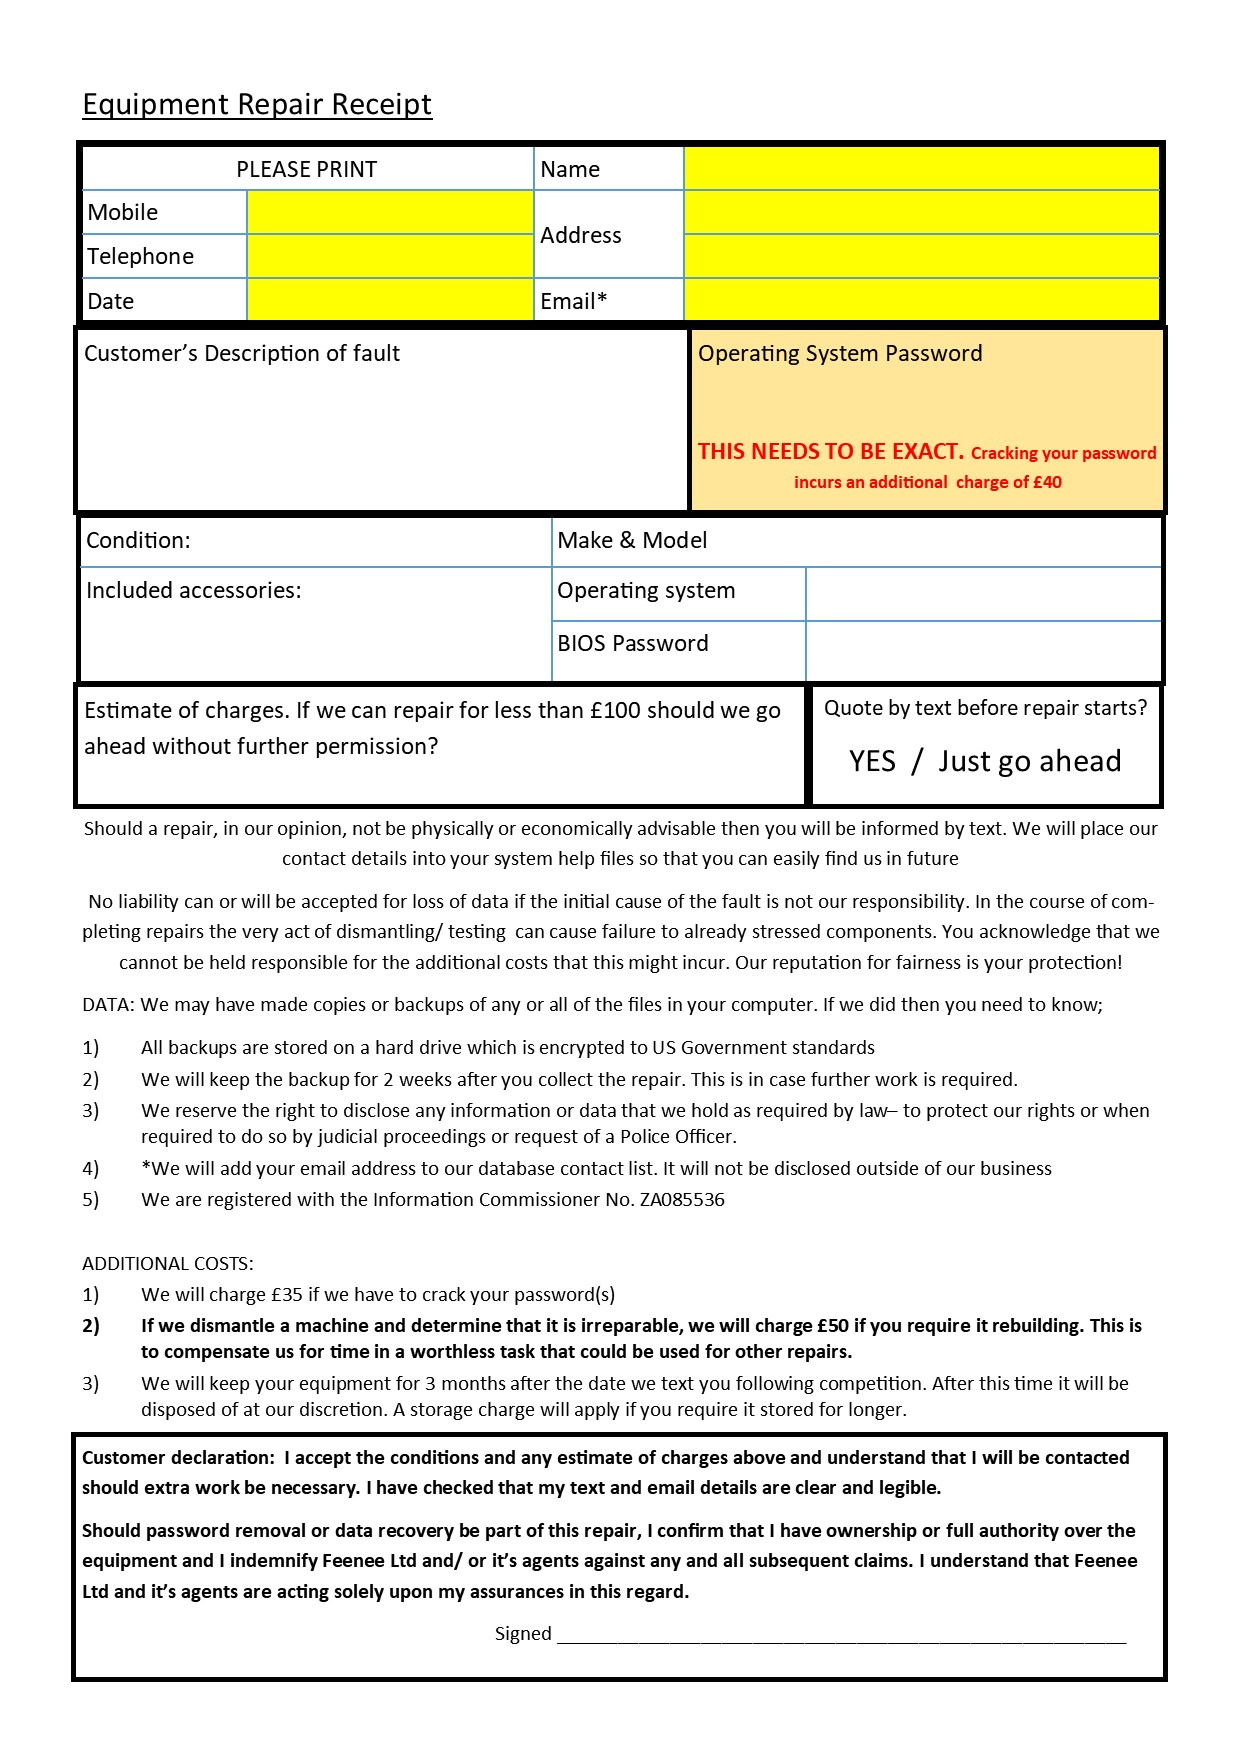 Equipment Repair Receipt
PLEASE PRINT
Name
Mobile
Address
Telephone
Date
Email*
Customer’s Description of fault
Operating System Password
THIS NEEDS TO BE EXACT. Cracking your password
incurs an additional  charge of £40
Condition:
Make & Model
Included accessories:
Operating system
BIOS Password
Estimate of charges. If we can repair for less than £100 should we go
ahead without further permission?
Quote by text before repair starts?
YES  /  Just go ahead
Should a repair, in our opinion, not be physically or economically advisable then you will be informed by text. We will place our
contact details into your system help files so that you can easily find us in future
No liability can or will be accepted for loss of data if the initial cause of the fault is not our responsibility. In the course of com-
pleting repairs the very act of dismantling/ testing  can cause failure to already stressed components. You acknowledge that we
cannot be held responsible for the additional costs that this might incur. Our reputation for fairness is your protection!
DATA: We may have made copies or backups of any or all of the files in your computer. If we did then you need to know;
1) All backups are stored on a hard drive which is encrypted to US Government standards
2) We will keep the backup for 2 weeks after you collect the repair. This is in case further work is required.
3) We reserve the right to disclose any information or data that we hold as required by law– to protect our rights or when
required to do so by judicial proceedings or request of a Police Officer.
4) *We will add your email address to our database contact list. It will not be disclosed outside of our business
5) We are registered with the Information Commissioner No. ZA085536
ADDITIONAL COSTS:
1) We will charge £35 if we have to crack your password(s)
2) If we dismantle a machine and determine that it is irreparable, we will charge £50 if you require it rebuilding. This is
to compensate us for time in a worthless task that could be used for other repairs.
3) We will keep your equipment for 3 months after the date we text you following competition. After this time it will be
disposed of at our discretion. A storage charge will apply if you require it stored for longer.
Customer declaration:  I accept the conditions and any estimate of charges above and understand that I will be contacted
should extra work be necessary. I have checked that my text and email details are clear and legible.
Should password removal or data recovery be part of this repair, I confirm that I have ownership or full authority over the
equipment and I indemnify Feenee Ltd and/ or it’s agents against any and all subsequent claims. I understand that Feenee
Ltd and it’s agents are acting solely upon my assurances in this regard.
Signed ______________________________________________________